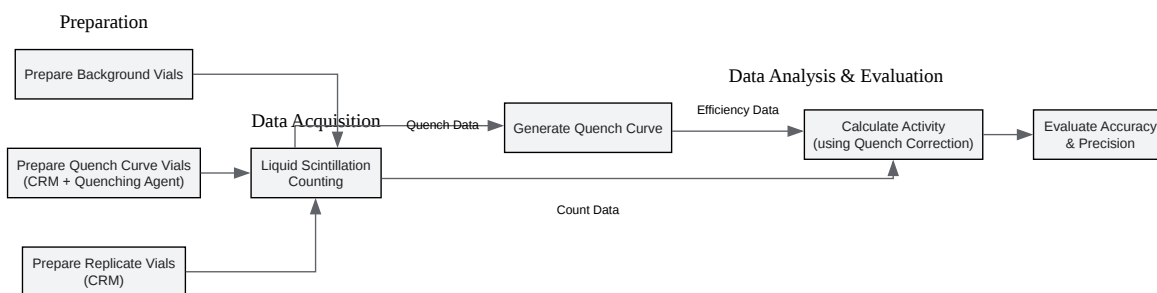 Preparation
Prepare Background Vials
Data Analysis & Evaluation
Data Acquisition
Quench Data
Generate Quench Curve
Efficiency Data
Calculate Activity
(using Quench Correction)
Evaluate Accuracy
& Precision
Prepare Quench Curve Vials
(CRM + Quenching Agent)
Liquid Scintillation
Counting
Count Data
Prepare Replicate Vials
(CRM)